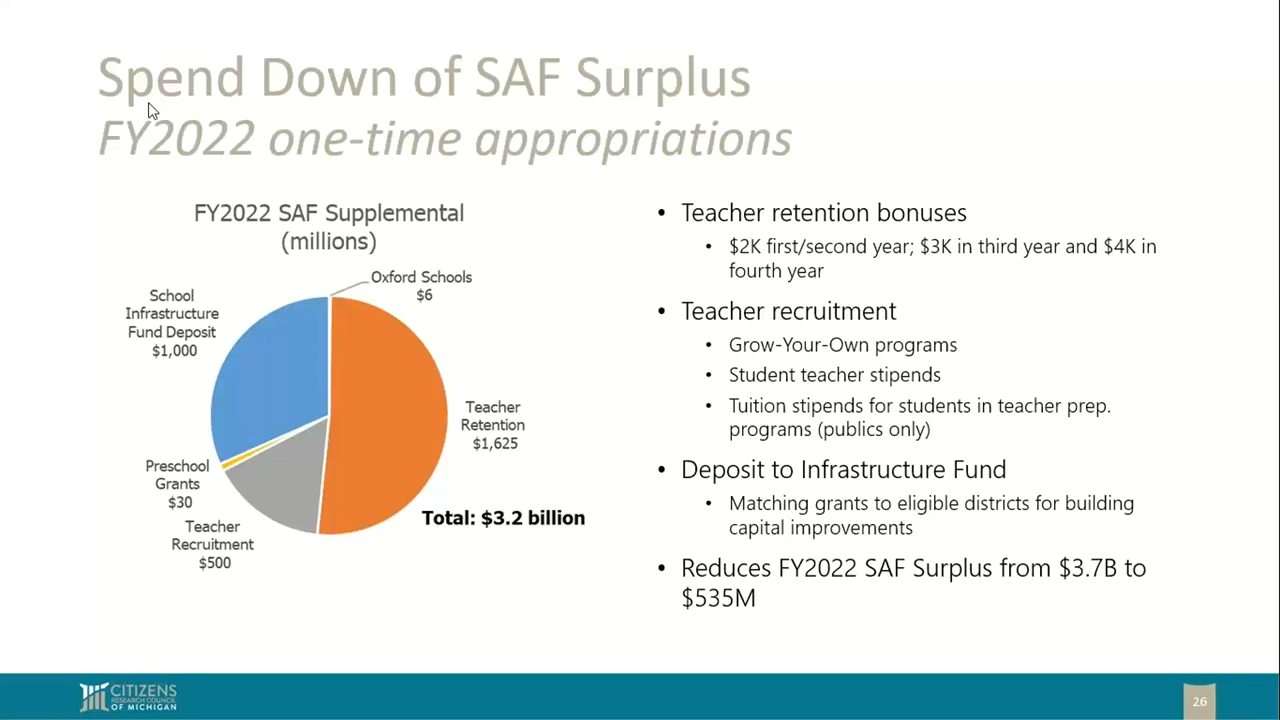 Spend Down of SAF Surplus
FY2022 one-time appropriations
FY2022 SAF Supplemental
(millions)
Oxford Schools
$6
School
Infrastructure
Fund Deposit
$1,000
Teacher
Retention
$1,625
Preschool
Grants
$30
Teacher
Recruitment
$500
Total: $3.2 billion
• Teacher retention bonuses
• $2K first/second year; $3K in third year and $4K in
fourth year
• Teacher recruitment
• Grow-Your-Own programs
• Student teacher stipends
• Tuition stipends for students in teacher prep.
programs (publics only)
• Deposit to Infrastructure Fund
• Matching grants to eligible districts for building
capital improvements
• Reduces FY2022 SAF Surplus from $3.7B to
$535M
CITIZENS
RESEARCH COUNCIL
OF MICHIGAN
26